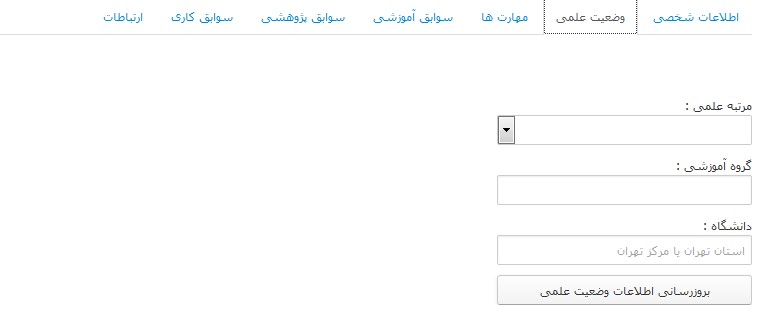 اطلاعات شخصی وضعیت علمی مهارت ها سوابق آموزشی سوابق پژوهشی سوابق کاری ارتباطات
مرتبه علمی :
گروه آموزشی :
دانشگاه :
استان تهران یا مرکز تهران
بروزرسانی اطلاعات وضعیت علمی